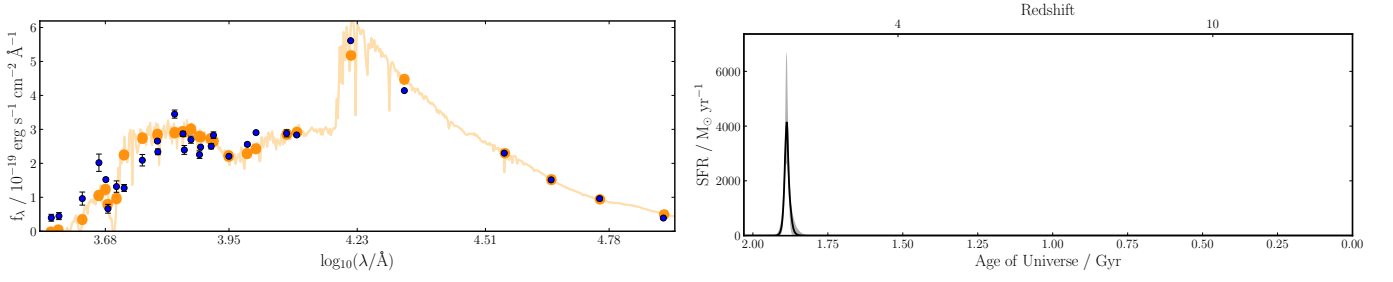 6
5
4
3
2
1
0
f_λ / 10⁻¹⁹ erg s⁻¹ cm⁻² Å⁻¹
3.68 3.95 4.23 4.51 4.78
log₁₀(λ/Å)
Redshift
4 10
6000
4000
2000
0
SFR / M⊙ yr⁻¹
2.00 1.75 1.50 1.25 1.00 0.75 0.50 0.25 0.00
Age of Universe / Gyr